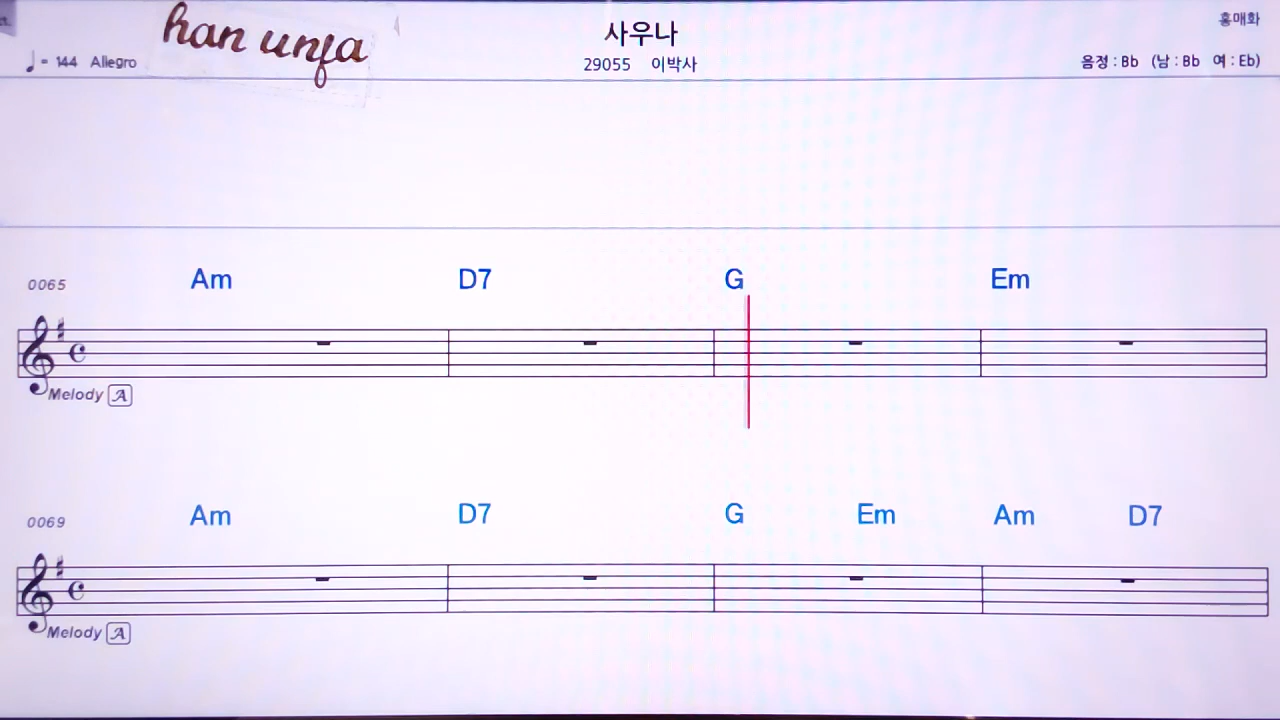 han unfa
사우나
홍매화
= 144 Allegro
29055 이박사
음정 : Bb (남 : Bb 여 : Eb)
0065 Am D7 G Em
Melody A
0069 Am D7 G Em Am D7
Melody A